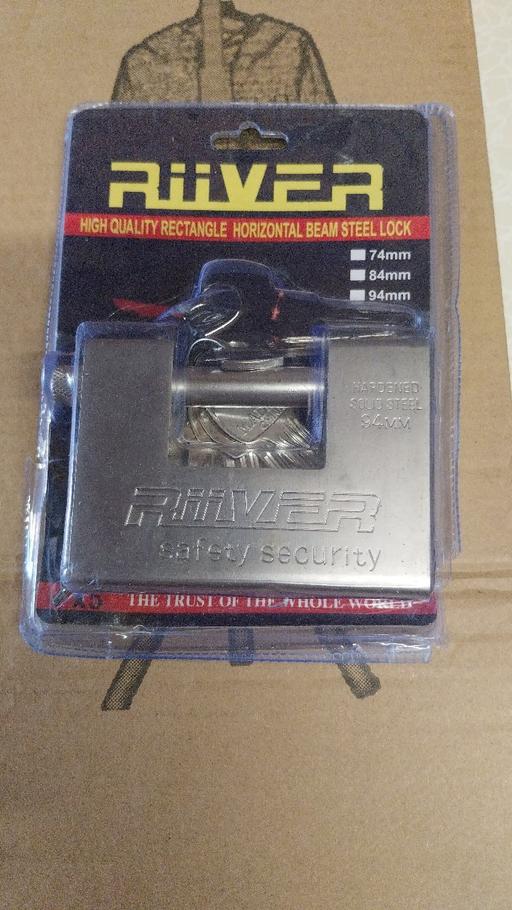 RiiVER
HIGH QUALITY RECTANGLE HORIZONTAL BEAM STEEL LOCK
74mm
84mm
94mm
HARDENED
SOLID STEEL
94MM
RiiVER
safety security
THE TRUST OF THE WHOLE WORLD